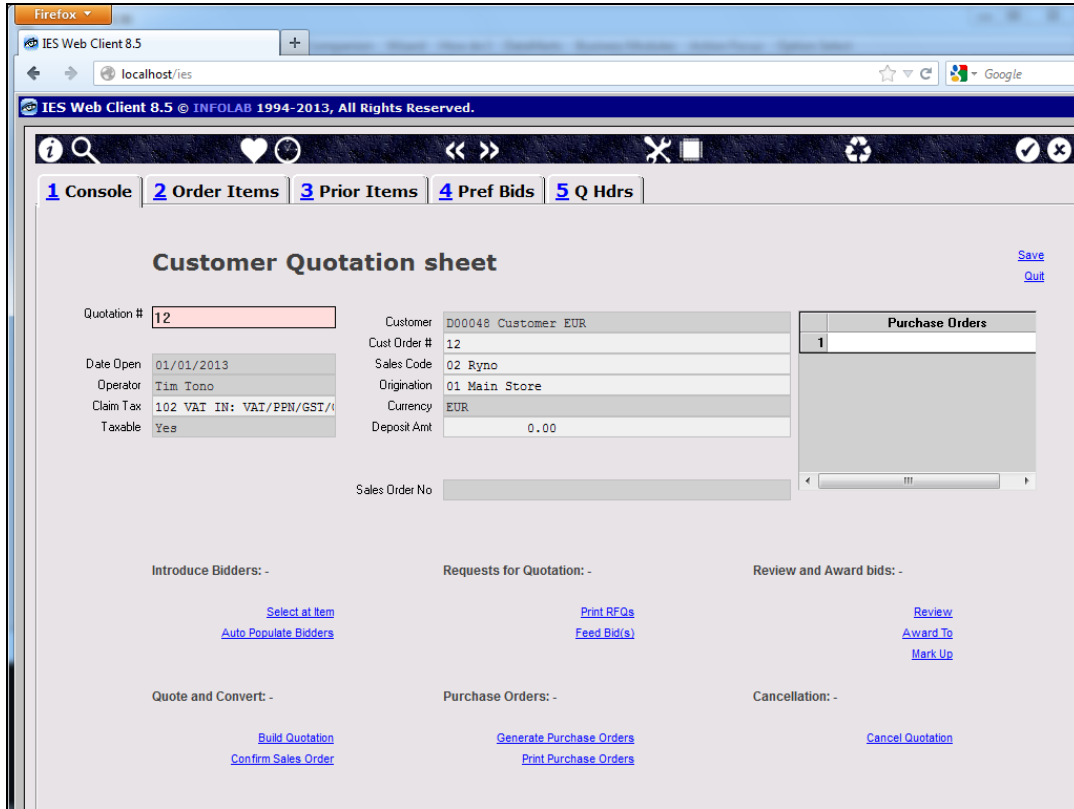 Firefox
IES Web Client 8.5
+
localhost/ies
Google
IES Web Client 8.5 © INFOLAB 1994-2013, All Rights Reserved.
1 Console 2 Order Items 3 Prior Items 4 Pref Bids 5 Q Hdrs
Customer Quotation sheet
Save
Quit
Quotation # 12
Customer D00048 Customer EUR
Purchase Orders
Cust Order # 12
1
Date Open 01/01/2013
Sales Code 02 Ryno
Operator Tim Tono
Origination 01 Main Store
Claim Tax 102 VAT IN: VAT/PPN/GST/
Currency EUR
Taxable Yes
Deposit Amt 0.00
Sales Order No
Introduce Bidders: - Requests for Quotation: - Review and Award bids: -
Select at Item Print RFQs Review
Auto Populate Bidders Feed Bid(s) Award To
Mark Up
Quote and Convert: - Purchase Orders: - Cancellation: -
Build Quotation Generate Purchase Orders Cancel Quotation
Confirm Sales Order Print Purchase Orders